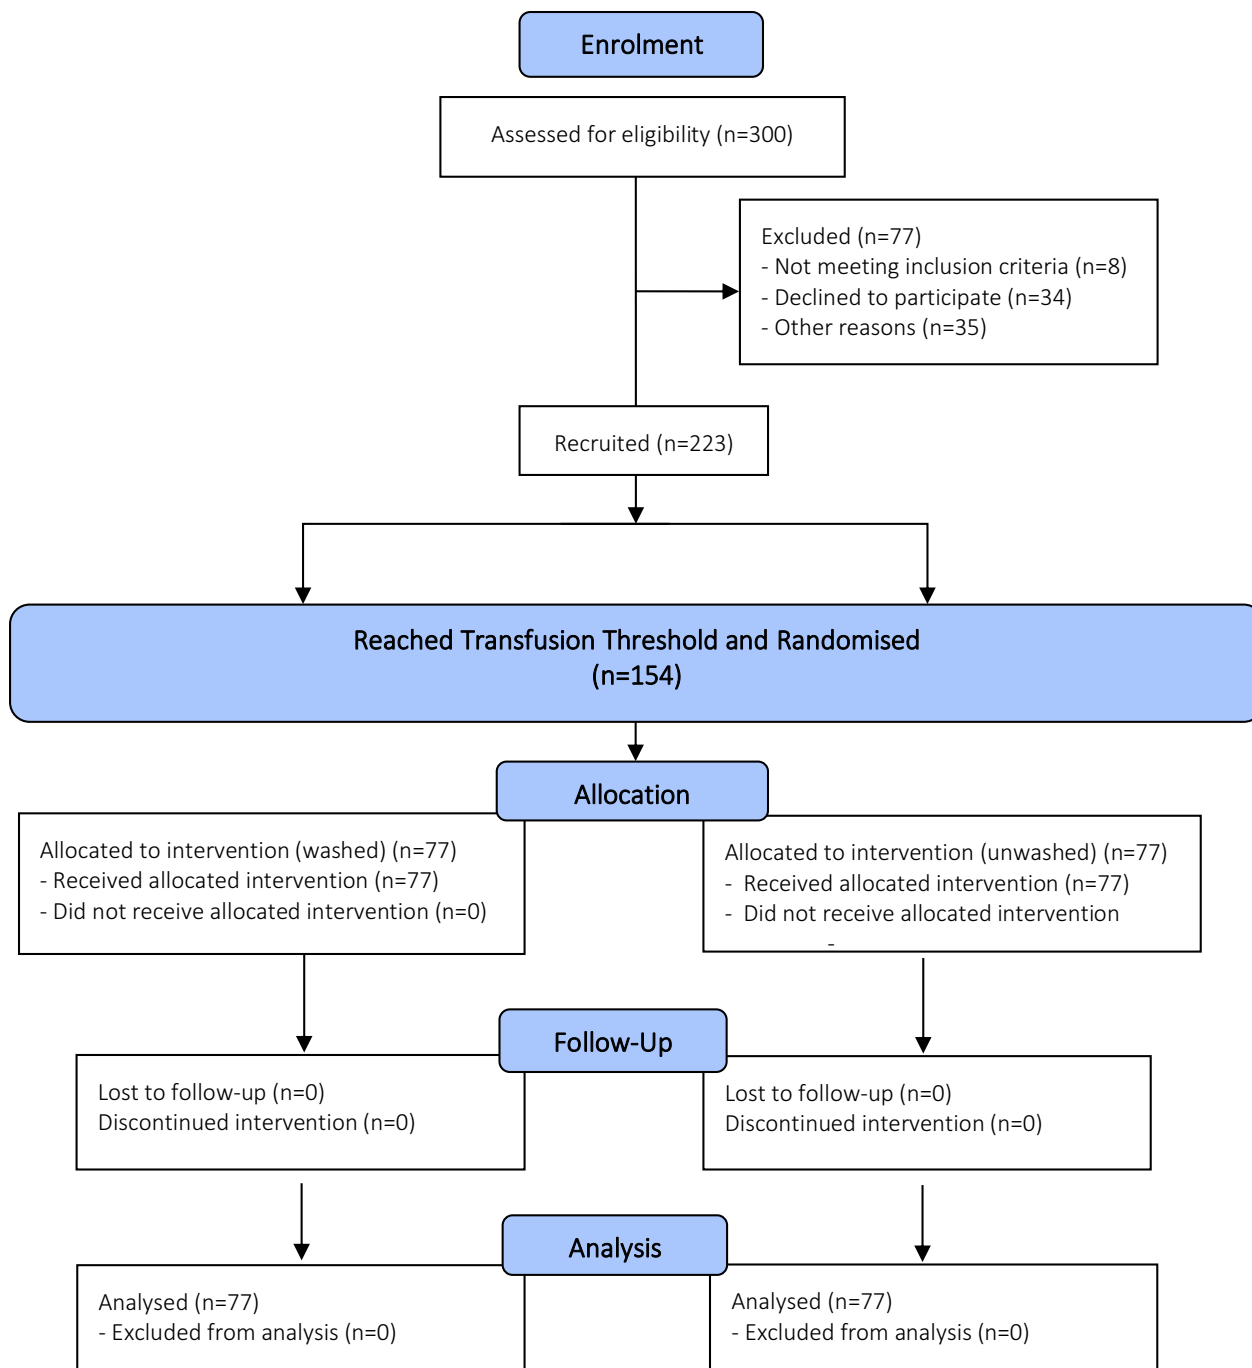 Enrolment
Assessed for eligibility (n=300)
Excluded (n=77)
- Not meeting inclusion criteria (n=8)
- Declined to participate (n=34)
- Other reasons (n=35)
Recruited (n=223)
Reached Transfusion Threshold and Randomised
(n=154)
Allocation
Allocated to intervention (washed) (n=77)
- Received allocated intervention (n=77)
- Did not receive allocated intervention (n=0)
Allocated to intervention (unwashed) (n=77)
- Received allocated intervention (n=77)
- Did not receive allocated intervention
-
Follow-Up
Lost to follow-up (n=0)
Discontinued intervention (n=0)
Lost to follow-up (n=0)
Discontinued intervention (n=0)
Analysis
Analysed (n=77)
- Excluded from analysis (n=0)
Analysed (n=77)
- Excluded from analysis (n=0)